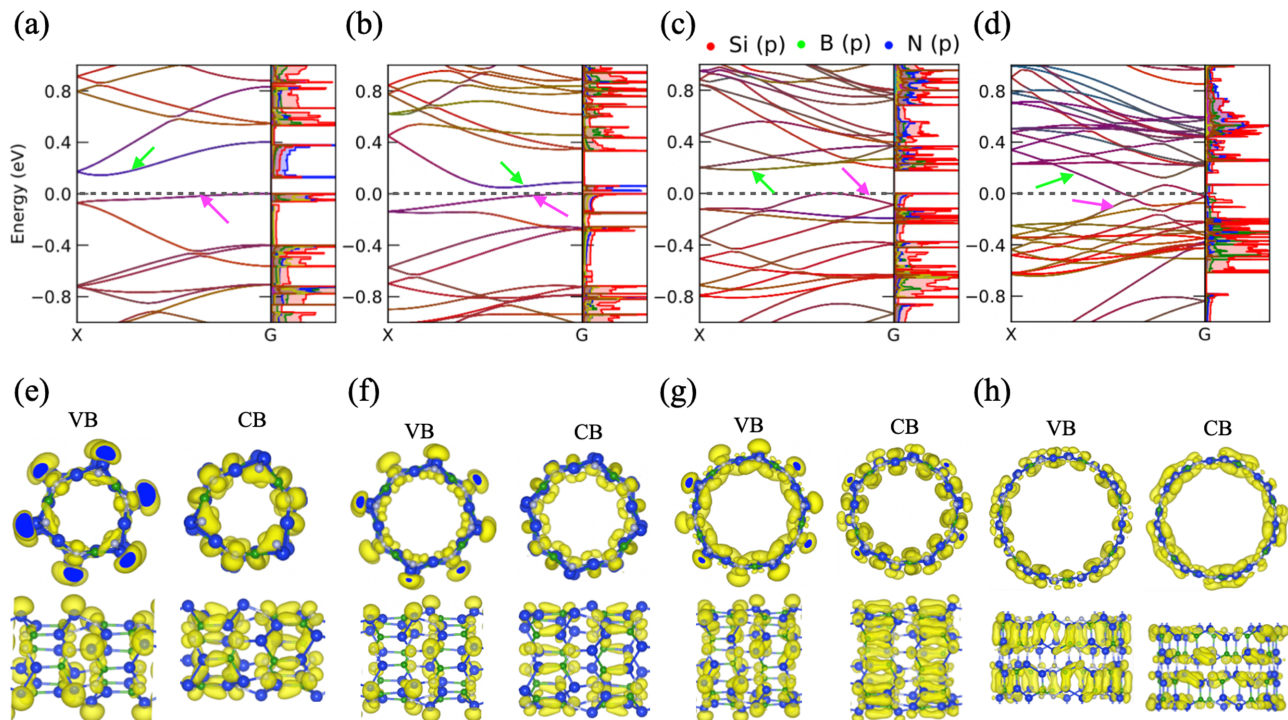 (a) (b) (c) (d)
Si (p) B (p) N (p)
Energy (eV)
0.8 0.8 0.8 0.8
0.4 0.4 0.4 0.4
0.0 0.0 0.0 0.0
−0.4 −0.4 −0.4 −0.4
−0.8 −0.8 −0.8 −0.8
X G X G X G X G
(e) (f) (g) (h)
VB CB VB CB VB CB VB CB